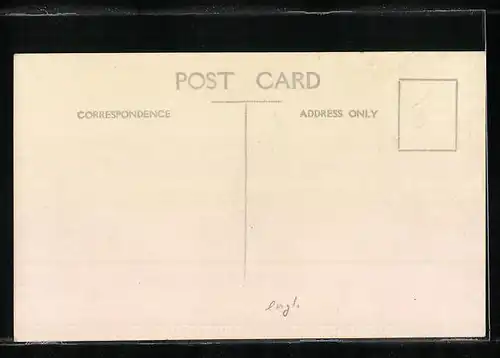 POST CARD
CORRESPONDENCE
ADDRESS ONLY